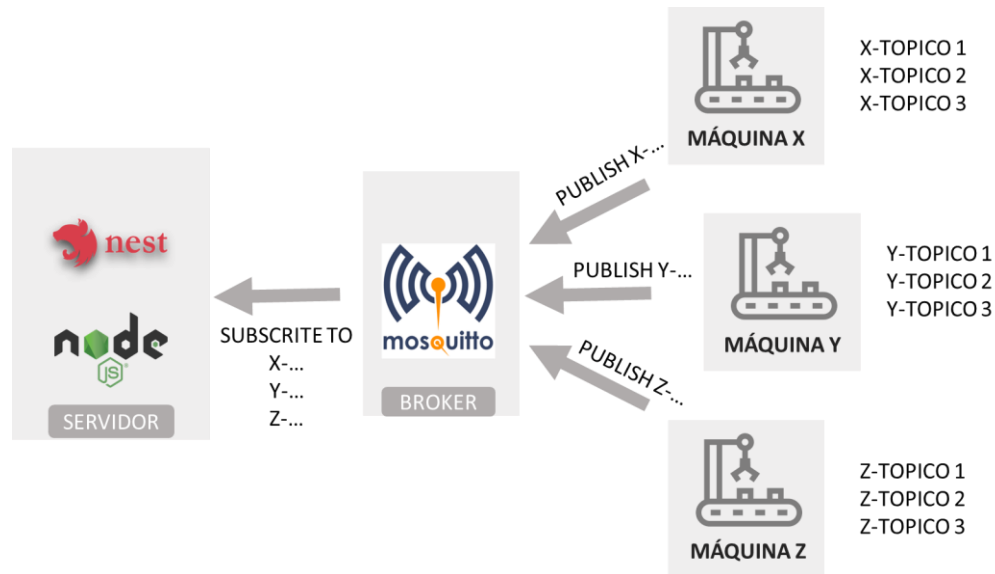 X-TOPICO 1
X-TOPICO 2
X-TOPICO 3
MÁQUINA X
PUBLISH X-...
nest
node
JS
SERVIDOR
SUBSCRITE TO
X-...
Y-...
Z-...
mosquitto
BROKER
PUBLISH Y-...
Y-TOPICO 1
Y-TOPICO 2
Y-TOPICO 3
MÁQUINA Y
PUBLISH Z-...
Z-TOPICO 1
Z-TOPICO 2
Z-TOPICO 3
MÁQUINA Z